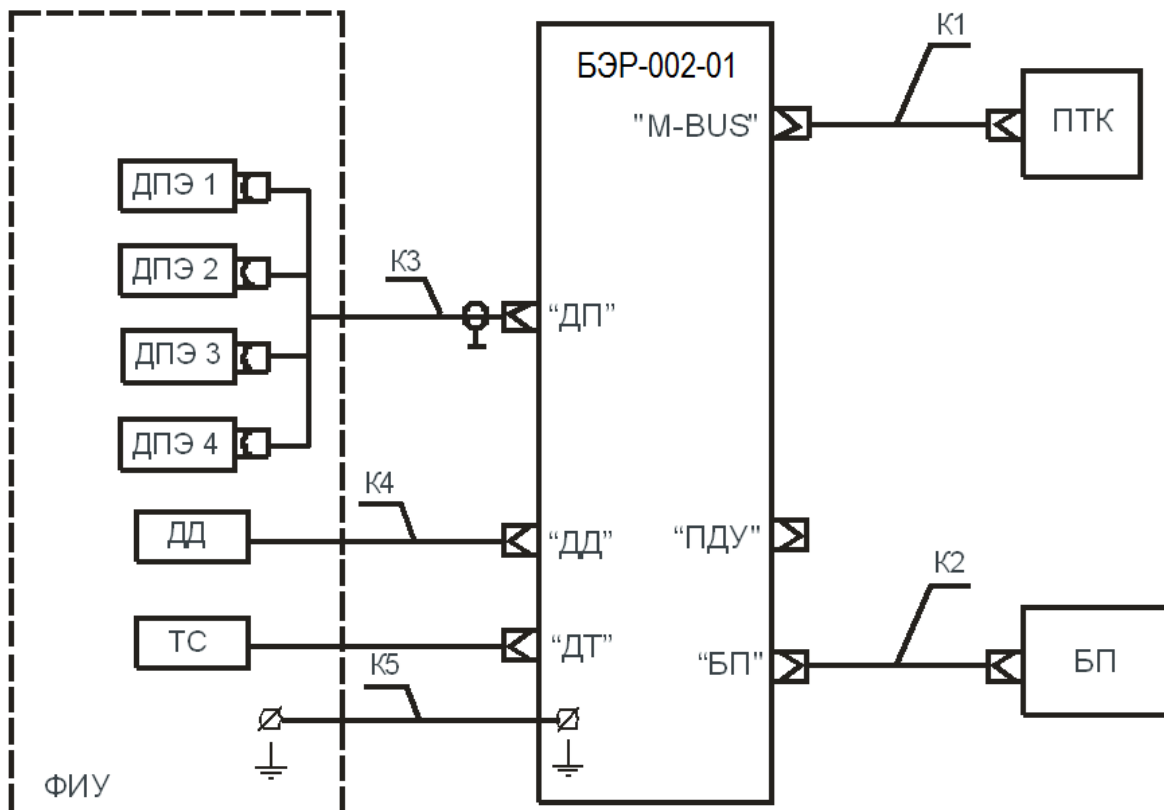 БЭР-002-01
К1
"M-BUS"
ПТК
ДПЭ 1
ДПЭ 2
К3
“ДП”
ДПЭ 3
ДПЭ 4
К4
ДД
“ДД”
“ПДУ”
К2
ТС
“ДТ”
“БП”
БП
К5
ФИУ